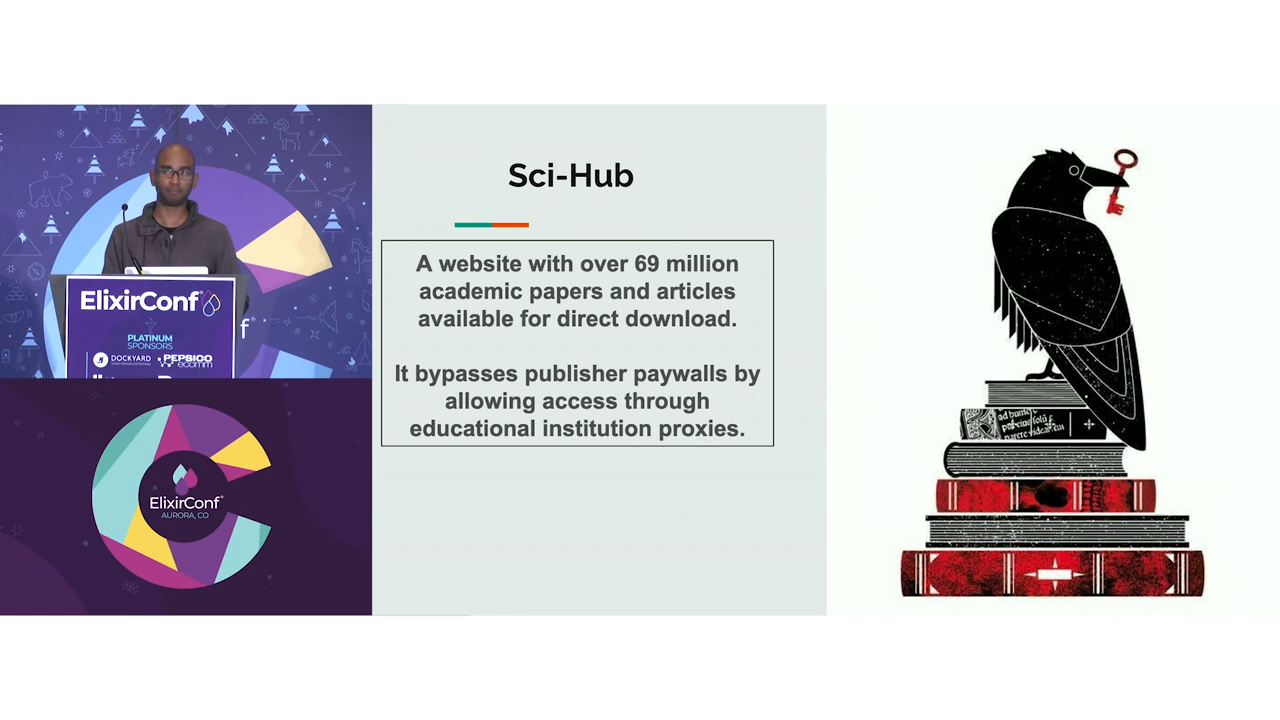 ElixirConf
PLATINUM
SPONSORS
DOCKYARD
PEPSICO
ecomm
f
ElixirConf
AURORA, CO
Sci-Hub
A website with over 69 million
academic papers and articles
available for direct download.
It bypasses publisher paywalls by
allowing access through
educational institution proxies.